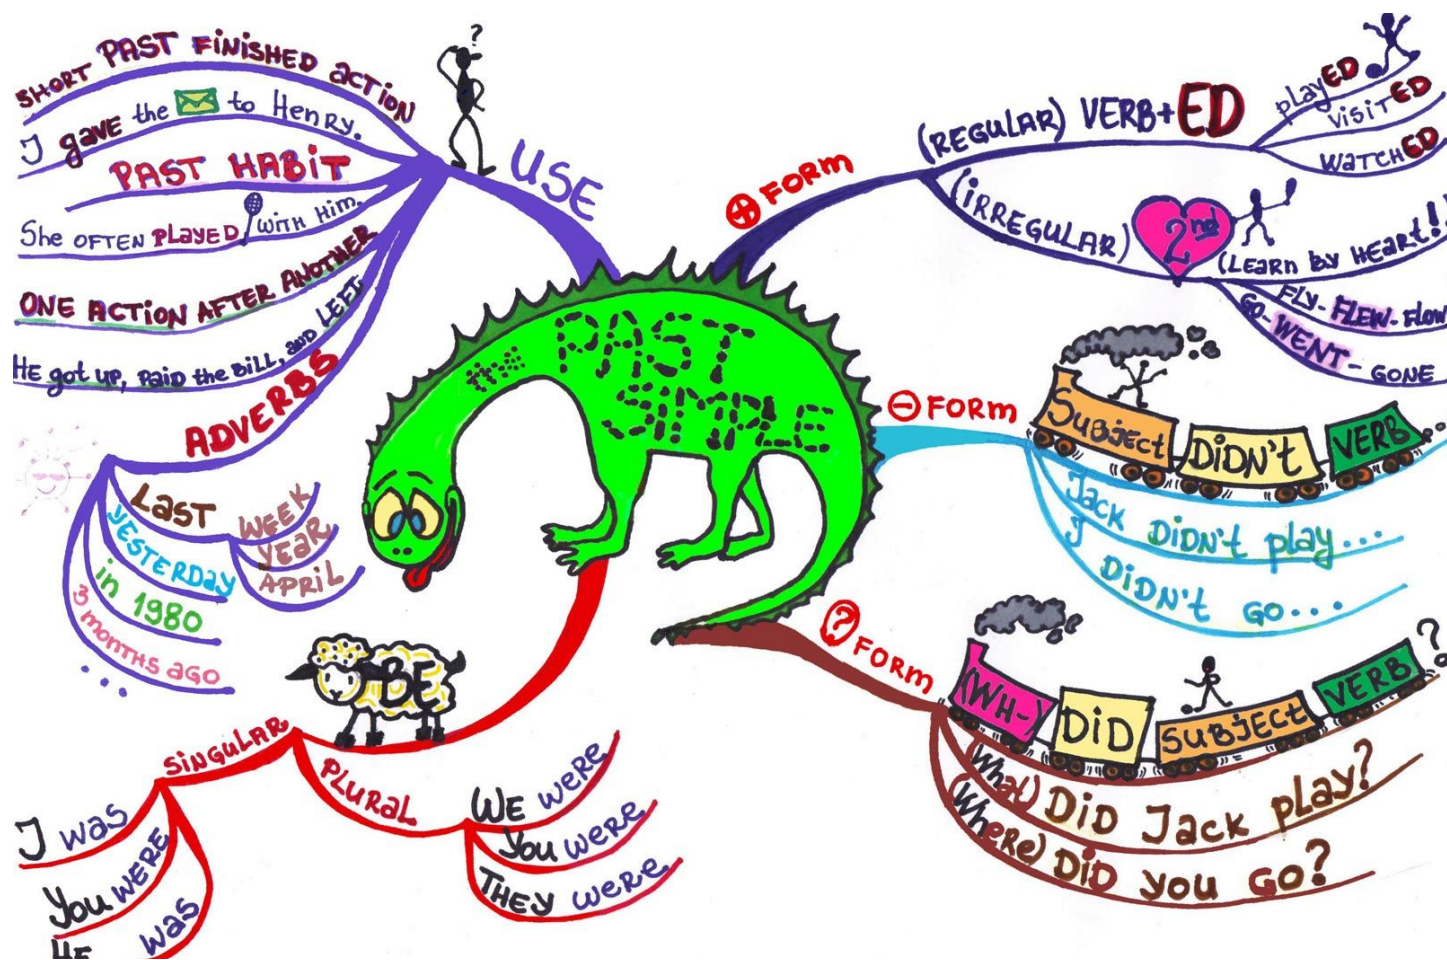 USE
SHORT PAST FINISHED ACTION
I gave the to Henry.
PAST HABIT
She OFTEN PLAYED with Him.
ONE ACTION AFTER ANOTHER
HE got up, paid the BILL, and LEFT
ADVERBS
LAST
WEEK
YEAR
APRIL
YESTERDAY
in 1980
3 MONTHS AGO
...
?
PAST
SIMPLE
+ FORM
(REGULAR) VERB+ED
playED
visitED
WATCHED
(IRREGULAR)
2nd
(LEARN by HEART!!
FLY-FLEW-FLOW
GO-WENT-GONE
- FORM
SUBJECT DIDN'T VERB
Jack DIDN'T play...
I DIDN'T GO...
? FORM
(WH-) DID SUBJECT VERB ?
(What) DID Jack play?
(Where) DID you GO?
BE
SINGULAR
I was
You WERE
HE was
PLURAL
WE were
You were
THEY were